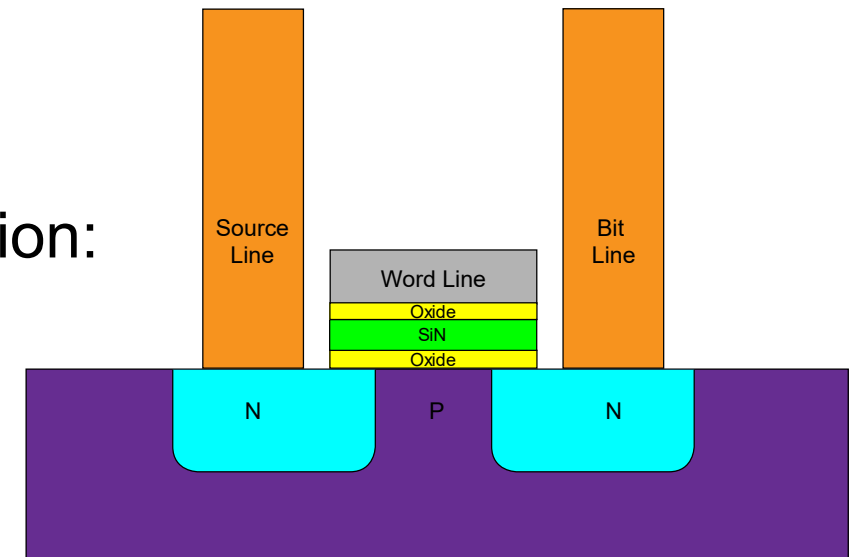 ion:
Source
Line
Bit
Line
Word Line
Oxide
SiN
Oxide
N
P
N